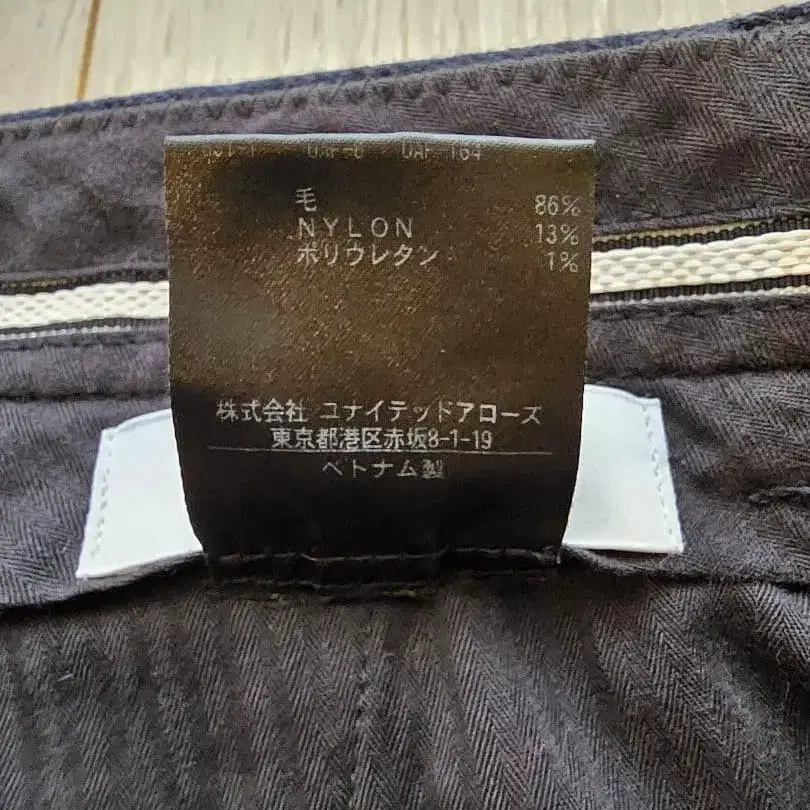 毛 86%
NYLON 13%
ポリウレタン 1%
株式会社 ユナイテッドアローズ
東京都港区赤坂8-1-19
ベトナム製